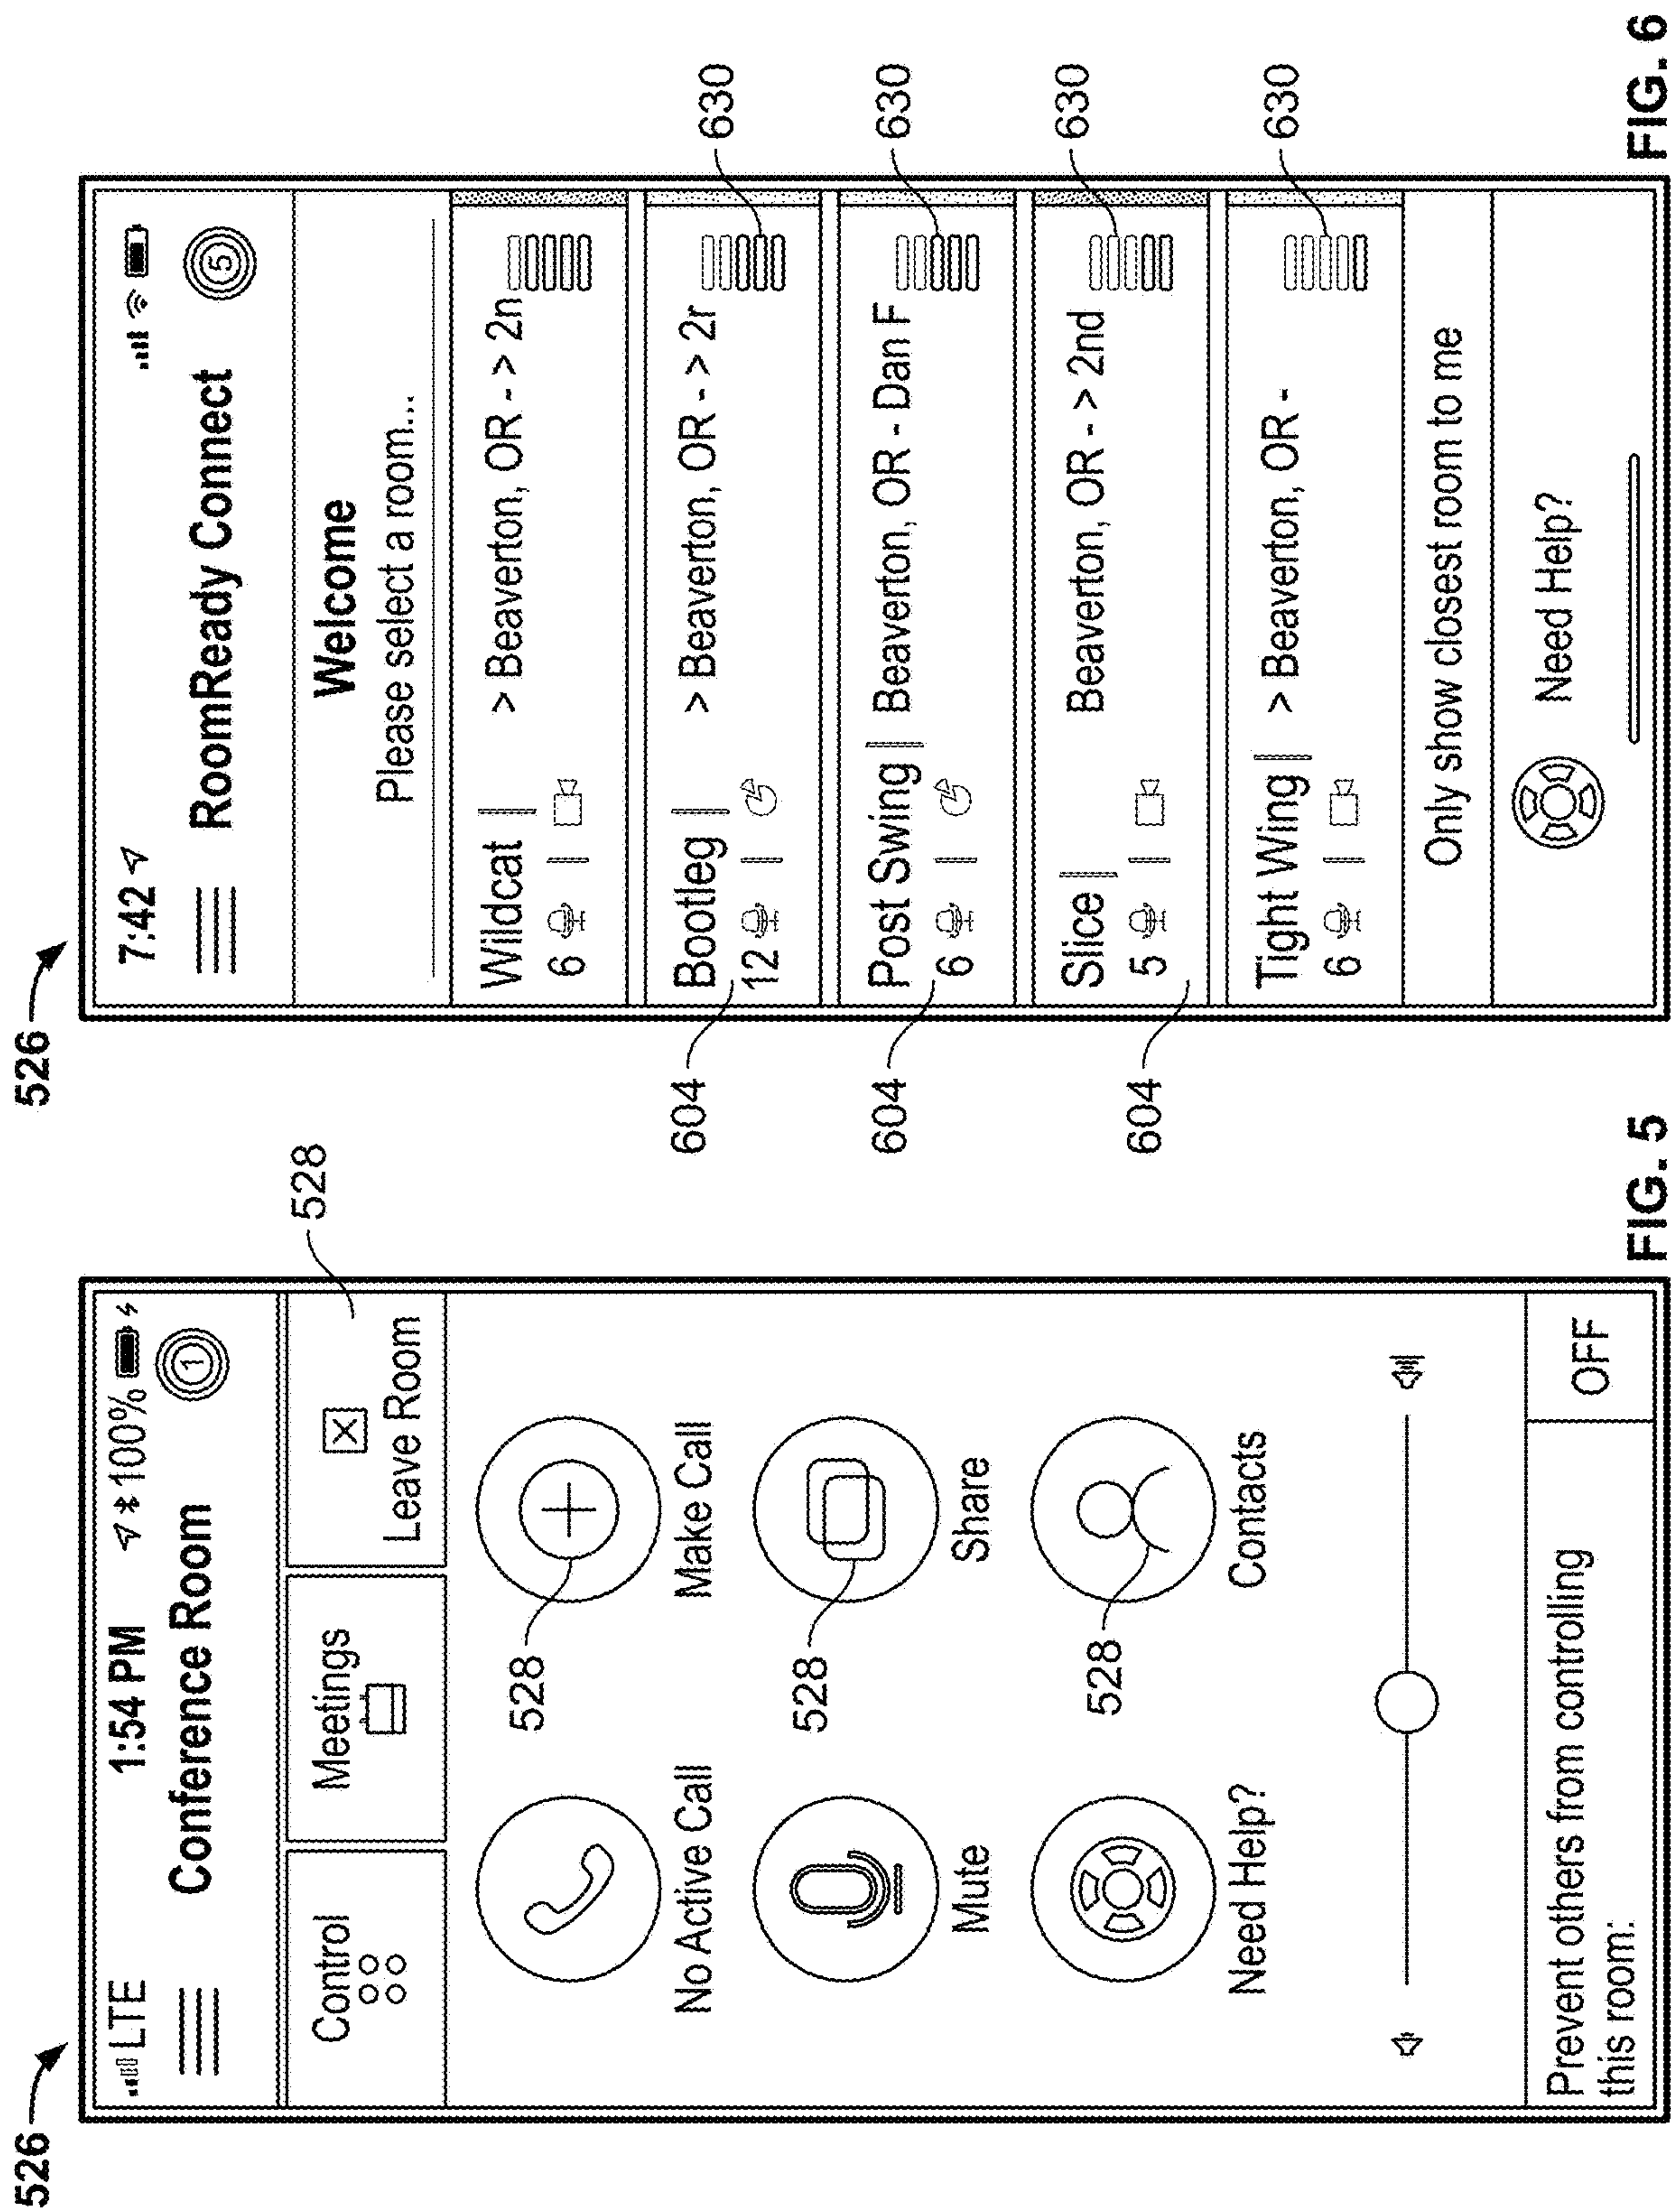 526
LTE 1:54 PM 100%
Conference Room 1
Control Meetings Leave Room
528
No Active Call Make Call
528
Mute Share
528
Need Help? Contacts
528
Prevent others from controlling
this room:
OFF
FIG. 5
526
7:42
RoomReady Connect 5
Welcome
Please select a room...
Wildcat | > Beaverton, OR - > 2n
6 |
Bootleg | > Beaverton, OR - > 2r
12 |
604
630
Post Swing | Beaverton, OR - Dan F
6 |
604
630
Slice | Beaverton, OR - > 2nd
5 |
604
630
Tight Wing | > Beaverton, OR -
6 |
630
Only show closest room to me
Need Help?
FIG. 6